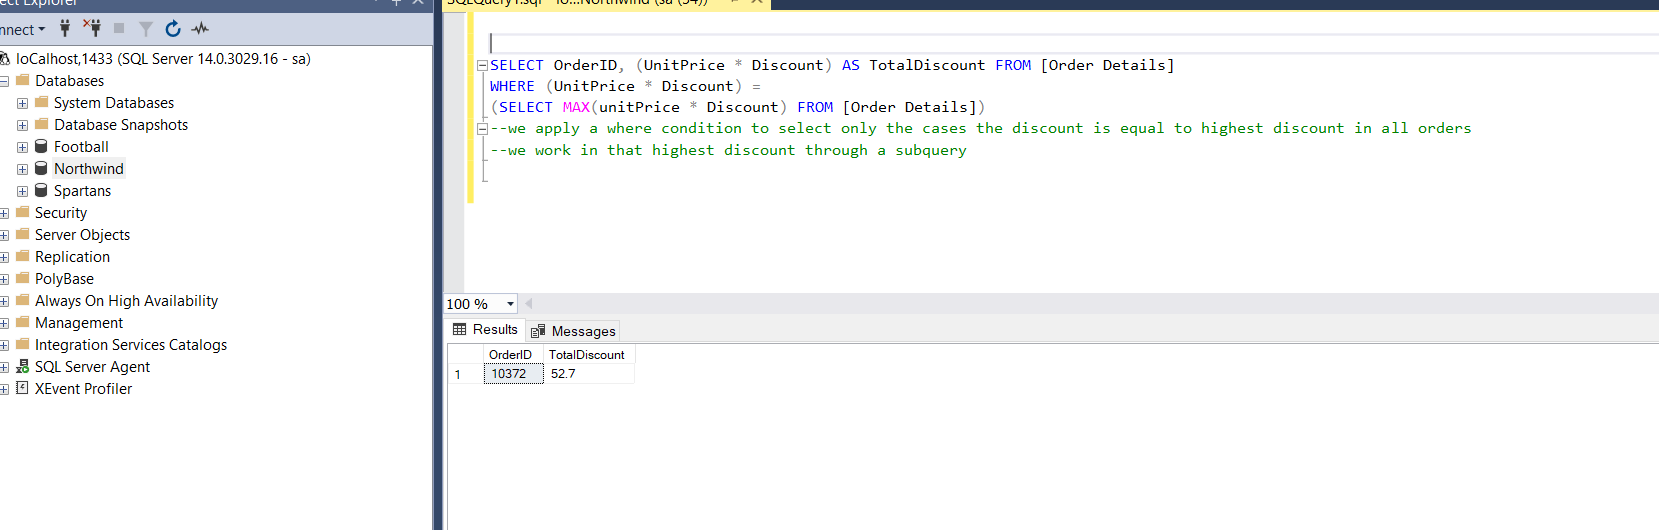 ect Explorer
nnect
loCalhost,1433 (SQL Server 14.0.3029.16 - sa)
Databases
System Databases
Database Snapshots
Football
Northwind
Spartans
Security
Server Objects
Replication
PolyBase
Always On High Availability
Management
Integration Services Catalogs
SQL Server Agent
XEvent Profiler
SQLQuery1.sql - lo...Northwind (sa (54))
SELECT OrderID, (UnitPrice * Discount) AS TotalDiscount FROM [Order Details]
WHERE (UnitPrice * Discount) =
(SELECT MAX(unitPrice * Discount) FROM [Order Details])
--we apply a where condition to select only the cases the discount is equal to highest discount in all orders
--we work in that highest discount through a subquery
100 %
Results Messages
OrderID TotalDiscount
1 10372 52.7